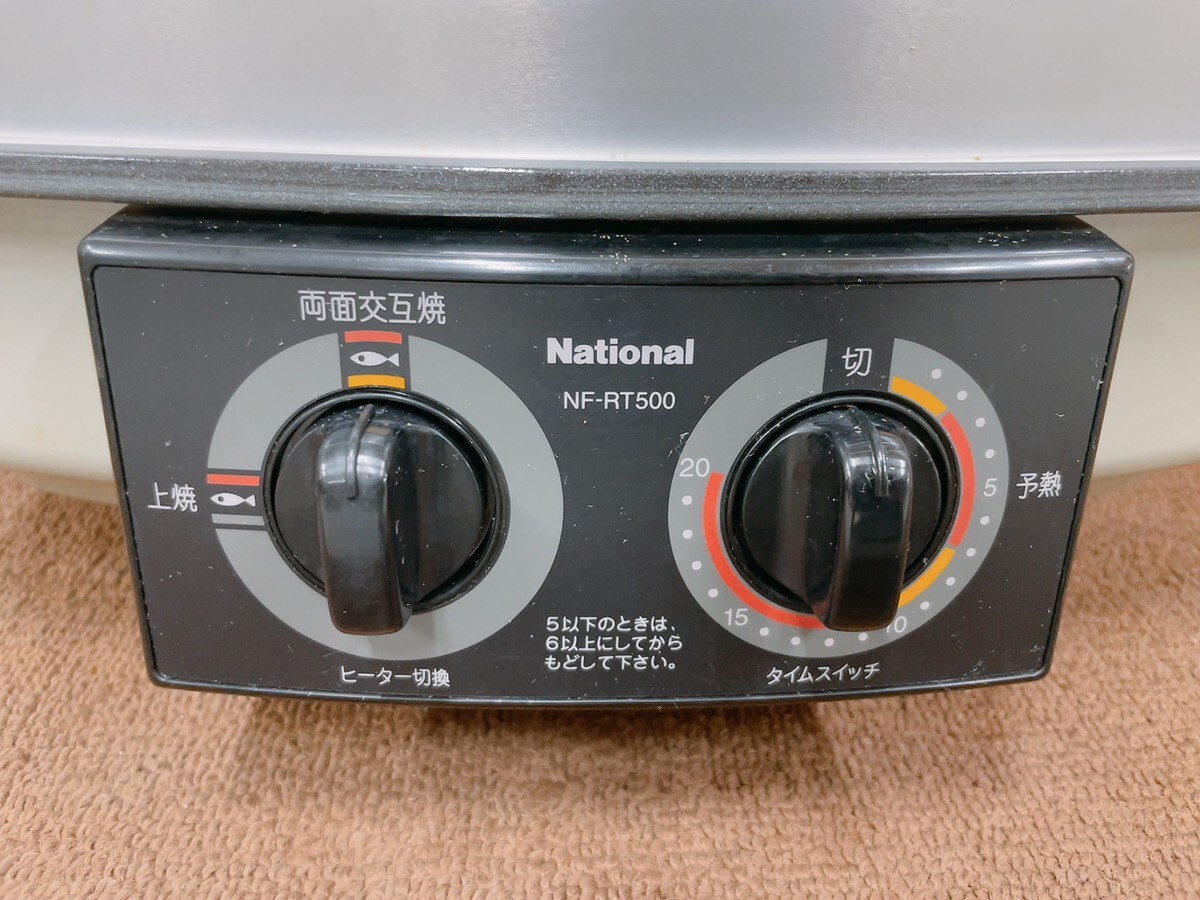 両面交互焼
上焼
ヒーター切換
National
NF-RT500
5以下のときは、
6以上にしてから
もどして下さい。
切
5
予熱
10
15
20
タイムスイッチ